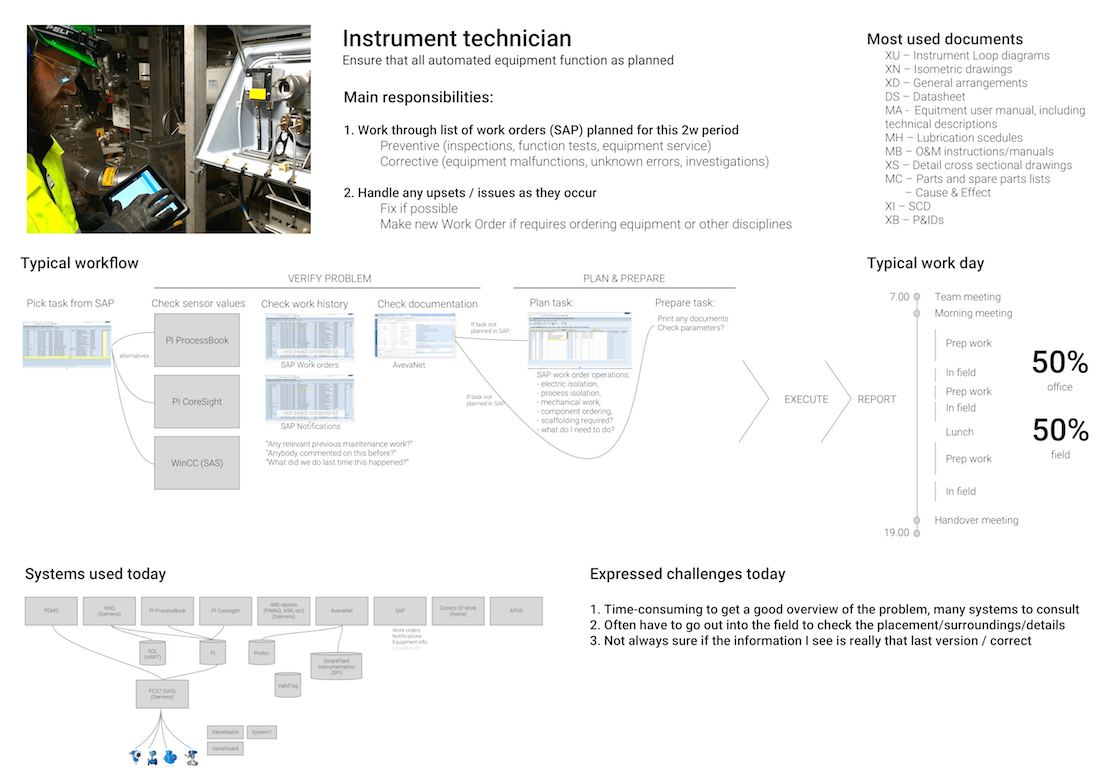 Instrument technician
Ensure that all automated equipment function as planned
Main responsibilities:
1. Work through list of work orders (SAP) planned for this 2w period
Preventive (inspections, function tests, equipment service)
Corrective (equipment malfunctions, unknown errors, investigations)
2. Handle any upsets / issues as they occur
Fix if possible
Make new Work Order if requires ordering equipment or other disciplines
Most used documents
XU – Instrument Loop diagrams
XN – Isometric drawings
XD – General arrangements
DS – Datasheet
MA - Equitment user manual, including
technical descriptions
MH – Lubrication scedules
MB – O&M instructions/manuals
XS – Detail cross sectional drawings
MC – Parts and spare parts lists
– Cause & Effect
XI – SCD
XB – P&IDs
Typical workflow
VERIFY PROBLEM
PLAN & PREPARE
Pick task from SAP
Check sensor values
Check work history
Check documentation
Plan task:
Prepare task:
alternatives
PI ProcessBook
PI CoreSight
WinCC (SAS)
not exact screenshot
SAP Work orders
not exact screenshot
SAP Notifications
"Any relevant previous maintenance work?"
"Anybody commented on this before?"
"What did we do last time this happened?"
AvevaNet
If task not
planned in SAP
If task not
planned in SAP
SAP work order operations:
- electric isolation,
- process isolation,
- mechanical work,
- component ordering,
- scaffolding required?
- what do I need to do?
Print any documents
Check parameters?
EXECUTE
REPORT
Typical work day
7.00
Team meeting
Morning meeting
Prep work
In field
Prep work
In field
Lunch
Prep work
In field
Handover meeting
19.00
50%
office
50%
field
Systems used today
PDMS
RHO
(Siemens)
PI ProcessBook
PI Coresight
IMS reports
(PIMAQ, ASR, etc)
(Siemens)
AvevaNet
SAP
Control Of Work
(Aveva)
APOS
Work orders
Notifications
Equipment info
Logistics etc
SQL
(HART)
PI
ProArc
SmartPlant
Instrumentation
(SPI)
ValidTag
PCS7 (SAS)
(Siemens)
ValveWatch
System1
ValveGuard
Expressed challenges today
1. Time-consuming to get a good overview of the problem, many systems to consult
2. Often have to go out into the field to check the placement/surroundings/details
3. Not always sure if the information I see is really that last version / correct